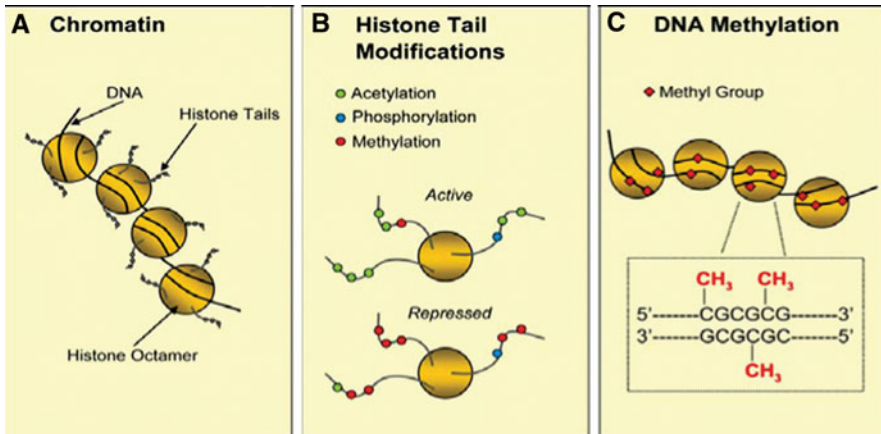 A Chromatin
DNA
Histone Tails
Histone Octamer
B Histone Tail
Modifications
Acetylation
Phosphorylation
Methylation
Active
Repressed
C DNA Methylation
Methyl Group
CH3 CH3
5'------CGCGCG------3'
3'------GCGCGC------5'
CH3